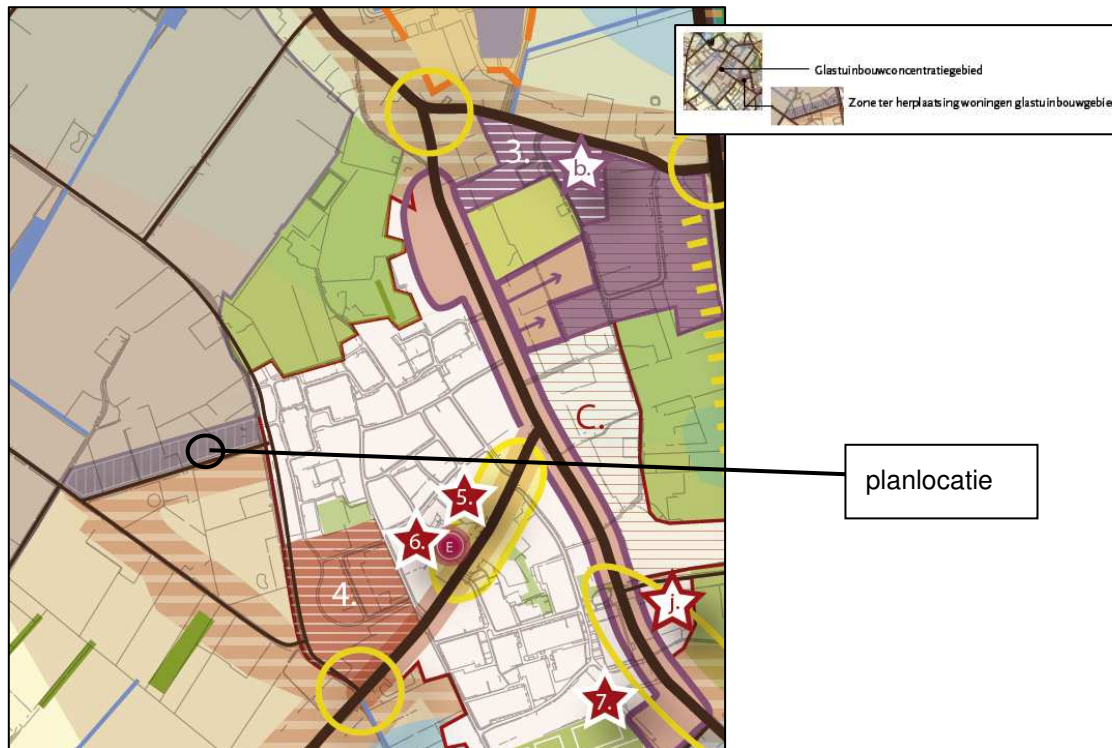 Glastuinbouwconcentratiegebied
Zone ter herplaatsing woningen glastuinbouwgebie
3.
b.
C.
planlocatie
5.
6.
E
4.
j.
7.